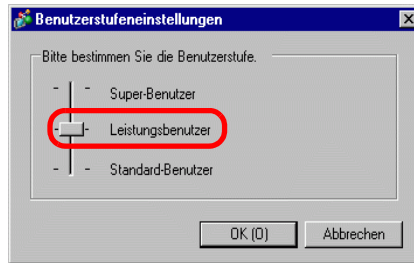 Benutzerstufeneinstellungen
Bitte bestimmen Sie die Benutzerstufe.
Super-Benutzer
Leistungsbenutzer
Standard-Benutzer
OK (O)
Abbrechen